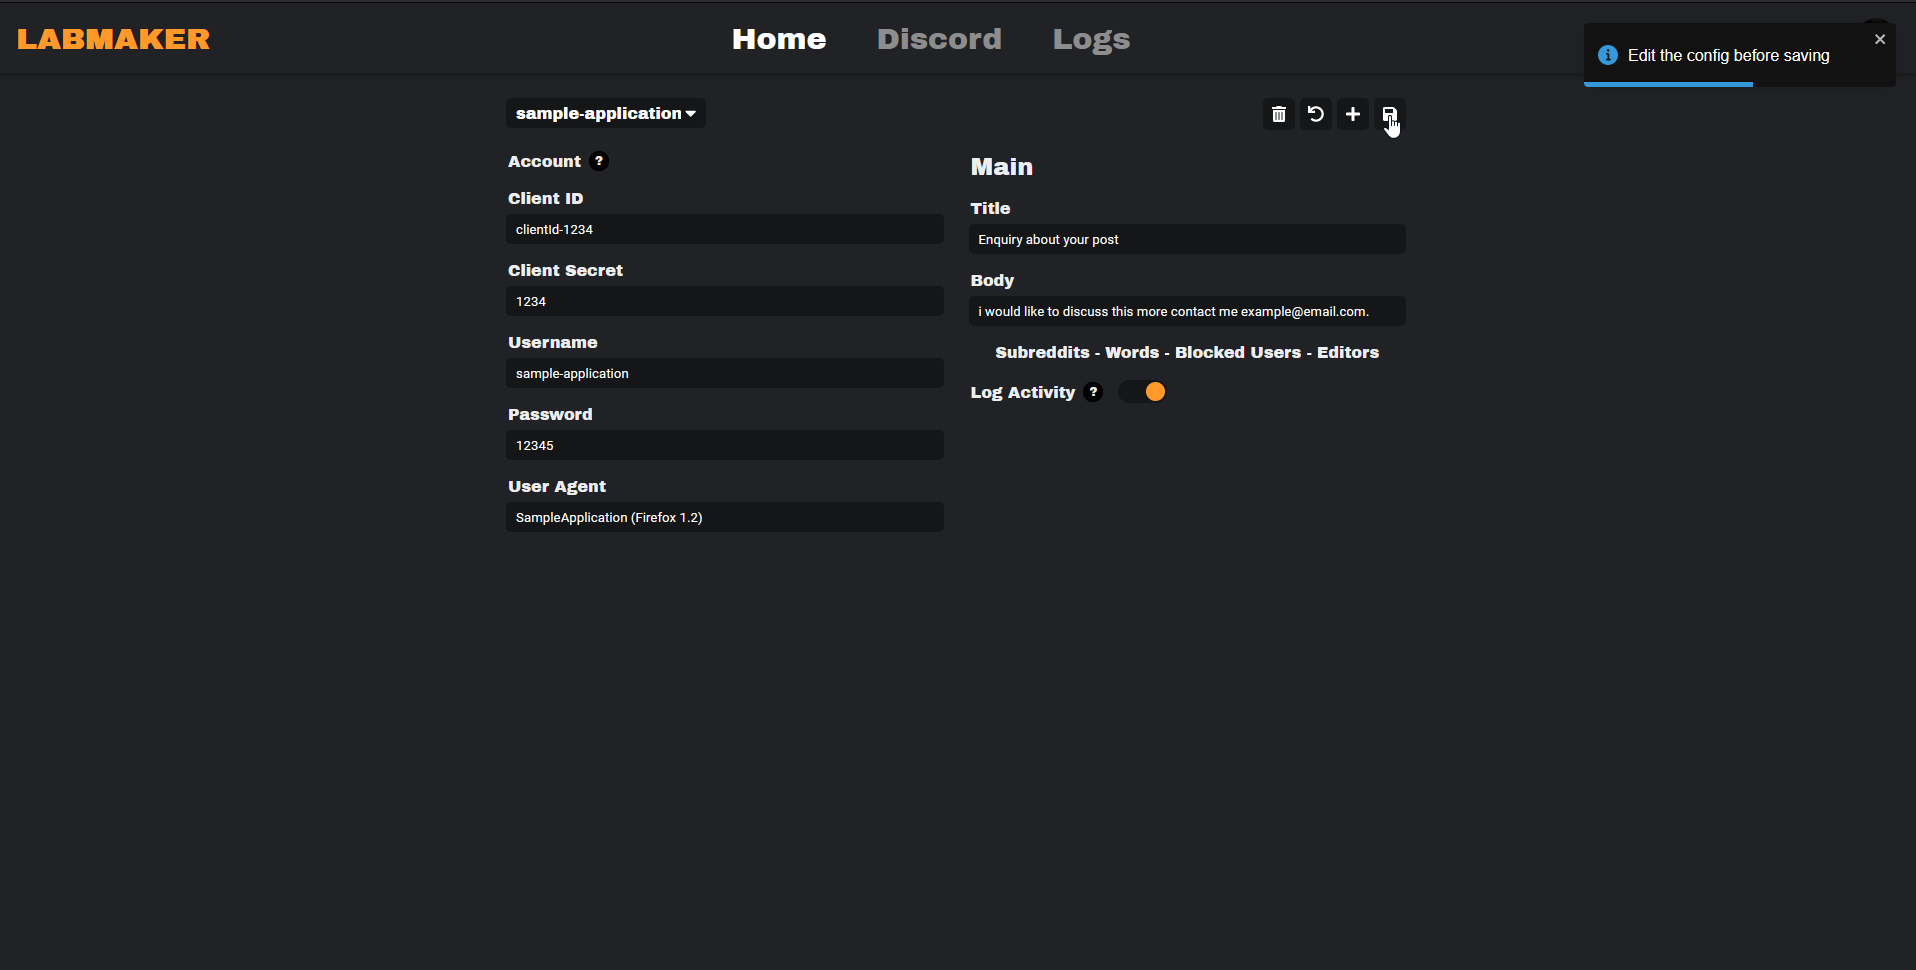 LABMAKER
Home Discord Logs
Edit the config before saving
sample-application
Account ?
Client ID
clientId-1234
Client Secret
1234
Username
sample-application
Password
12345
User Agent
SampleApplication (Firefox 1.2)
Main
Title
Enquiry about your post
Body
i would like to discuss this more contact me example@email.com.
Subreddits - Words - Blocked Users - Editors
Log Activity ?